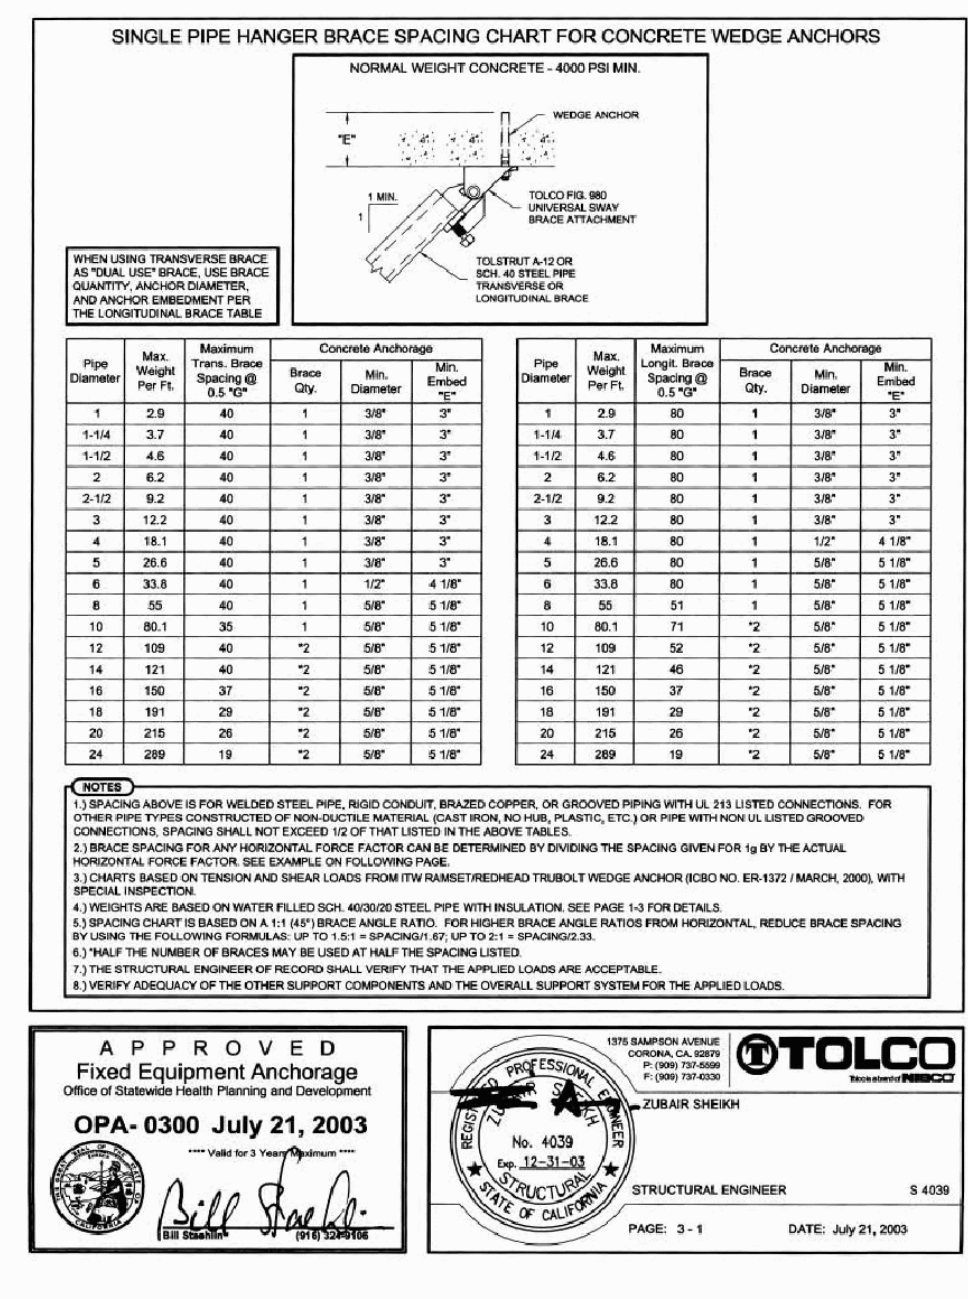 SINGLE PIPE HANGER BRACE SPACING CHART FOR CONCRETE WEDGE ANCHORS
NORMAL WEIGHT CONCRETE - 4000 PSI MIN.
WEDGE ANCHOR
"E"
1 MIN.
1
TOLCO FIG. 980
UNIVERSAL SWAY
BRACE ATTACHMENT
TOLSTRUT A-12 OR
SCH. 40 STEEL PIPE
TRANSVERSE OR
LONGITUDINAL BRACE
WHEN USING TRANSVERSE BRACE
AS "DUAL USE" BRACE, USE BRACE
QUANTITY, ANCHOR DIAMETER,
AND ANCHOR EMBEDMENT PER
THE LONGITUDINAL BRACE TABLE
Pipe Diameter | Max. Weight Per Ft. | Maximum Trans. Brace Spacing @ 0.5 "G" | Concrete Anchorage | Brace Qty. | Min. Diameter | Min. Embed "E"
1 2.9 40 1 3/8" 3"
1-1/4 3.7 40 1 3/8" 3"
1-1/2 4.6 40 1 3/8" 3"
2 6.2 40 1 3/8" 3"
2-1/2 9.2 40 1 3/8" 3"
3 12.2 40 1 3/8" 3"
4 18.1 40 1 3/8" 3"
5 26.6 40 1 3/8" 3"
6 33.8 40 1 1/2" 4 1/8"
8 55 40 1 5/8" 5 1/8"
10 80.1 35 1 5/8" 5 1/8"
12 109 40 *2 5/8" 5 1/8"
14 121 40 *2 5/8" 5 1/8"
16 150 37 *2 5/8" 5 1/8"
18 191 29 *2 5/8" 5 1/8"
20 215 26 *2 5/8" 5 1/8"
24 289 19 *2 5/8" 5 1/8"
Pipe Diameter | Max. Weight Per Ft. | Maximum Longit. Brace Spacing @ 0.5 "G" | Concrete Anchorage | Brace Qty. | Min. Diameter | Min. Embed "E"
1 2.9 80 1 3/8" 3"
1-1/4 3.7 80 1 3/8" 3"
1-1/2 4.6 80 1 3/8" 3"
2 6.2 80 1 3/8" 3"
2-1/2 9.2 80 1 3/8" 3"
3 12.2 80 1 3/8" 3"
4 18.1 80 1 1/2" 4 1/8"
5 26.6 80 1 5/8" 5 1/8"
6 33.8 80 1 5/8" 5 1/8"
8 55 51 1 5/8" 5 1/8"
10 80.1 71 *2 5/8" 5 1/8"
12 109 52 *2 5/8" 5 1/8"
14 121 46 *2 5/8" 5 1/8"
16 150 37 *2 5/8" 5 1/8"
18 191 29 *2 5/8" 5 1/8"
20 215 26 *2 5/8" 5 1/8"
24 289 19 *2 5/8" 5 1/8"
NOTES
1.) SPACING ABOVE IS FOR WELDED STEEL PIPE, RIGID CONDUIT, BRAZED COPPER, OR GROOVED PIPING WITH UL 213 LISTED CONNECTIONS. FOR
OTHER PIPE TYPES CONSTRUCTED OF NON-DUCTILE MATERIAL (CAST IRON, NO HUB, PLASTIC, ETC.) OR PIPE WITH NON UL LISTED GROOVED
CONNECTIONS, SPACING SHALL NOT EXCEED 1/2 OF THAT LISTED IN THE ABOVE TABLES.
2.) BRACE SPACING FOR ANY HORIZONTAL FORCE FACTOR CAN BE DETERMINED BY DIVIDING THE SPACING GIVEN FOR 1g BY THE ACTUAL
HORIZONTAL FORCE FACTOR. SEE EXAMPLE ON FOLLOWING PAGE.
3.) CHARTS BASED ON TENSION AND SHEAR LOADS FROM ITW RAMSET/REDHEAD TRUBOLT WEDGE ANCHOR (ICBO NO. ER-1372 / MARCH, 2000), WITH
SPECIAL INSPECTION.
4.) WEIGHTS ARE BASED ON WATER FILLED SCH. 40/30/20 STEEL PIPE WITH INSULATION. SEE PAGE 1-3 FOR DETAILS.
5.) SPACING CHART IS BASED ON A 1:1 (45°) BRACE ANGLE RATIO. FOR HIGHER BRACE ANGLE RATIOS FROM HORIZONTAL, REDUCE BRACE SPACING
BY USING THE FOLLOWING FORMULAS: UP TO 1.5:1 = SPACING/1.67; UP TO 2:1 = SPACING/2.33.
6.) *HALF THE NUMBER OF BRACES MAY BE USED AT HALF THE SPACING LISTED.
7.) THE STRUCTURAL ENGINEER OF RECORD SHALL VERIFY THAT THE APPLIED LOADS ARE ACCEPTABLE.
8.) VERIFY ADEQUACY OF THE OTHER SUPPORT COMPONENTS AND THE OVERALL SUPPORT SYSTEM FOR THE APPLIED LOADS.
APPROVED
Fixed Equipment Anchorage
Office of Statewide Health Planning and Development
OPA- 0300 July 21, 2003
**** Valid for 3 Years Maximum ****
Bill Staehlin (916) 324-9106
REGISTERED PROFESSIONAL ENGINEER
ZUBAIR SHEIKH
No. 4039
Exp. 12-31-03
STRUCTURAL
STATE OF CALIFORNIA
1375 SAMPSON AVENUE
CORONA, CA. 92879
P: (909) 737-5599
F: (909) 737-0330
TOLCO
ZUBAIR SHEIKH
STRUCTURAL ENGINEER S 4039
PAGE: 3 - 1 DATE: July 21, 2003